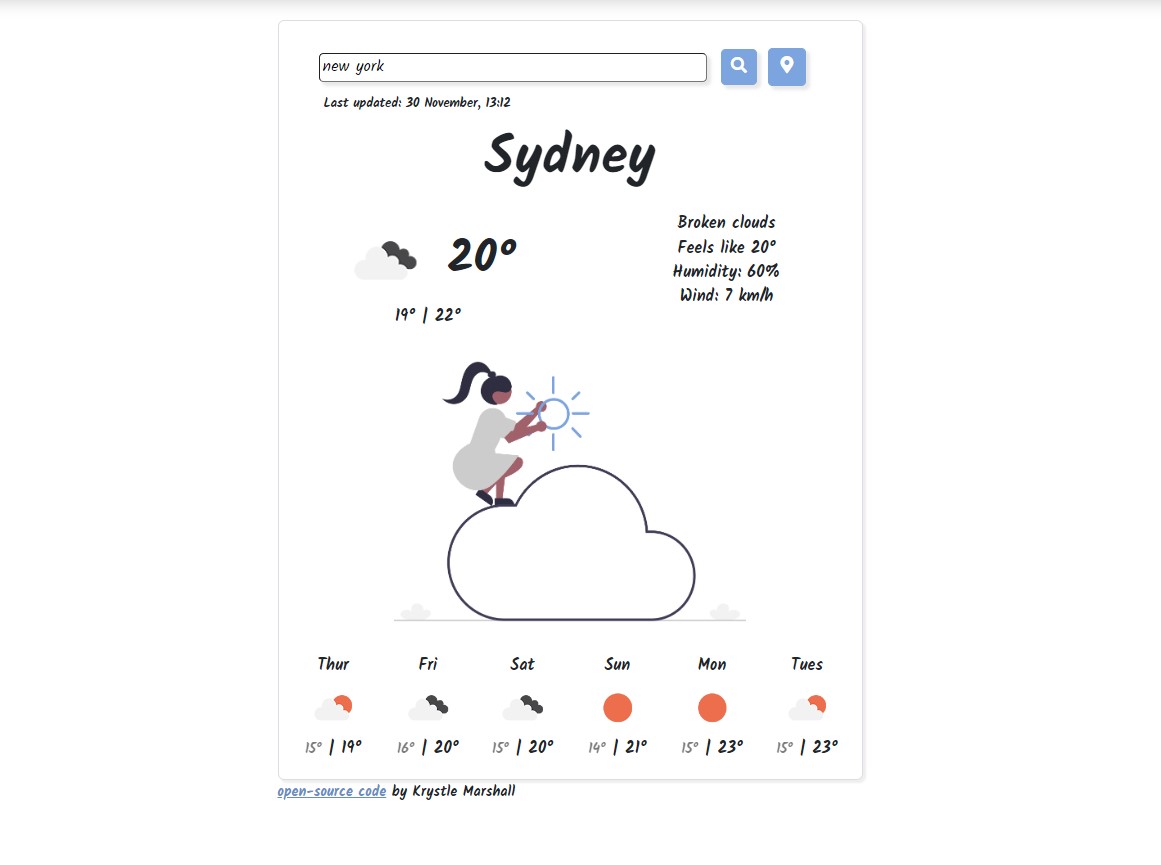 new york
Last updated: 30 November, 13:12
Sydney
20°
19° | 22°
Broken clouds
Feels like 20°
Humidity: 60%
Wind: 7 km/h
Thur Fri Sat Sun Mon Tues
15° | 19° 16° | 20° 15° | 20° 14° | 21° 15° | 23° 15° | 23°
open-source code by Krystle Marshall